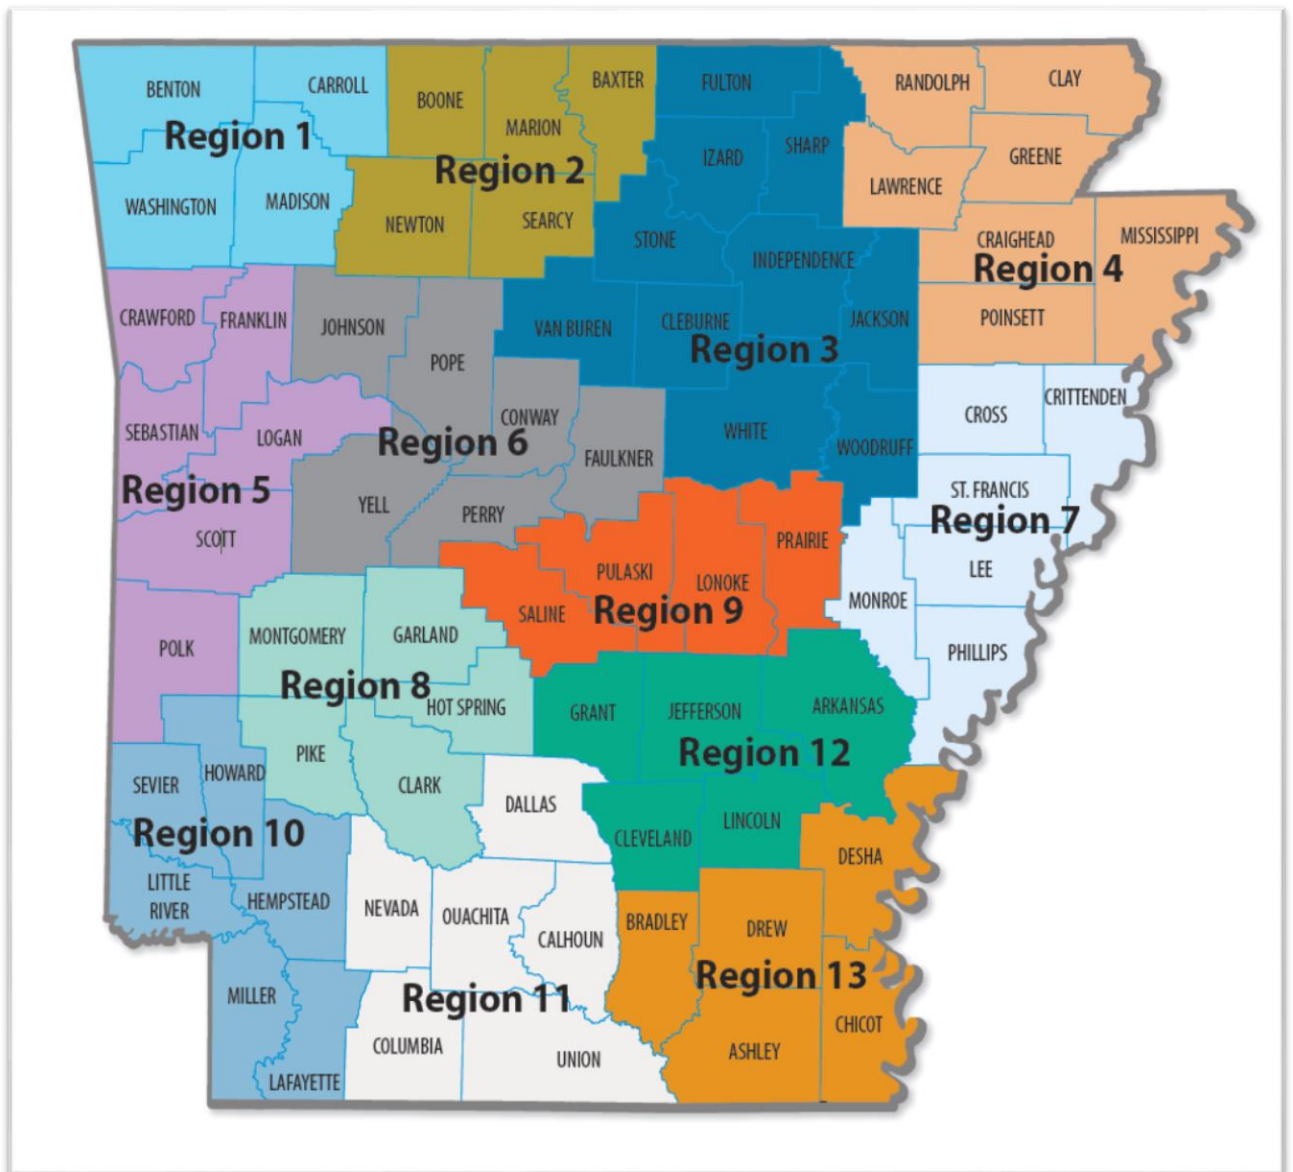 BENTON
CARROLL
Region 1
WASHINGTON
MADISON
BOONE
MARION
BAXTER
Region 2
NEWTON
SEARCY
FULTON
IZARD
SHARP
STONE
INDEPENDENCE
VAN BUREN
CLEBURNE
JACKSON
Region 3
WHITE
WOODRUFF
RANDOLPH
CLAY
GREENE
LAWRENCE
CRAIGHEAD
MISSISSIPPI
Region 4
POINSETT
CRAWFORD
FRANKLIN
SEBASTIAN
LOGAN
Region 5
SCOTT
POLK
JOHNSON
POPE
CONWAY
Region 6
FAULKNER
YELL
PERRY
CROSS
CRITTENDEN
ST. FRANCIS
Region 7
LEE
MONROE
PHILLIPS
MONTGOMERY
GARLAND
Region 8
HOT SPRING
PIKE
CLARK
PULASKI
LONOKE
PRAIRIE
SALINE
Region 9
SEVIER
HOWARD
Region 10
LITTLE
RIVER
HEMPSTEAD
MILLER
LAFAYETTE
DALLAS
NEVADA
OUACHITA
CALHOUN
Region 11
COLUMBIA
UNION
GRANT
JEFFERSON
ARKANSAS
Region 12
CLEVELAND
LINCOLN
DESHA
BRADLEY
DREW
Region 13
ASHLEY
CHICOT